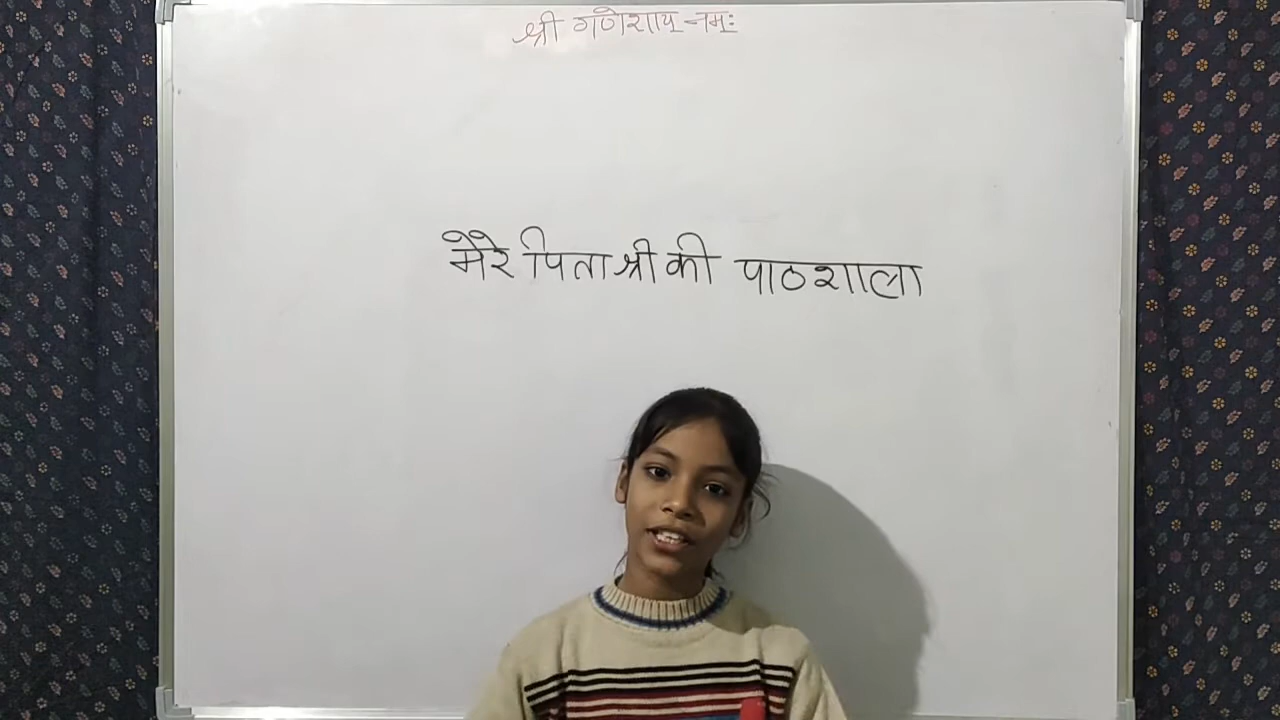 श्री गणेशाय नमः
मेरे पिता श्री की पाठशाला